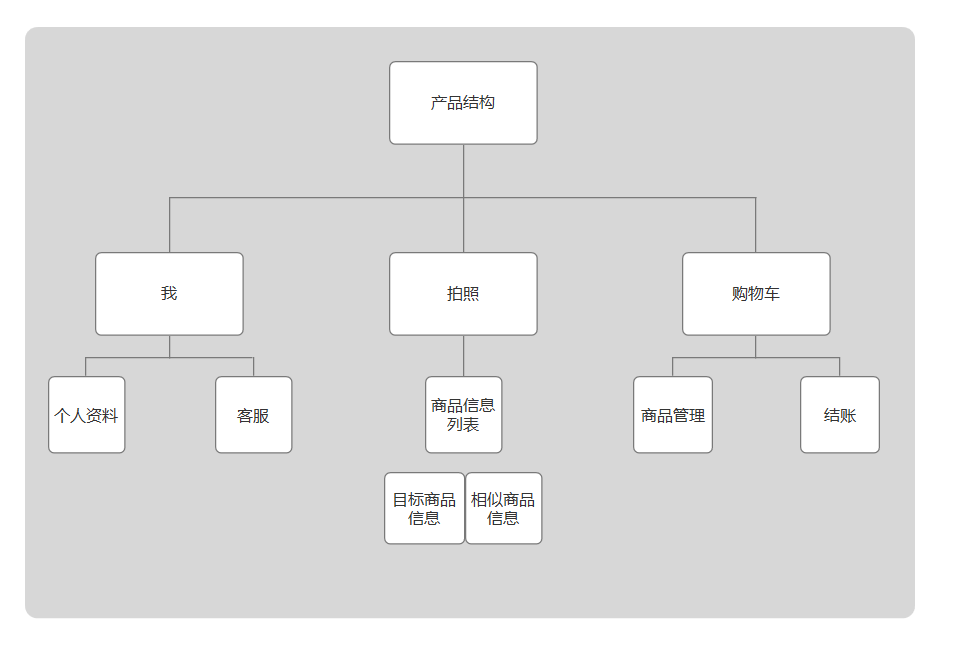 产品结构
我
拍照
购物车
个人资料
客服
商品信息
列表
商品管理
结账
目标商品
信息
相似商品
信息